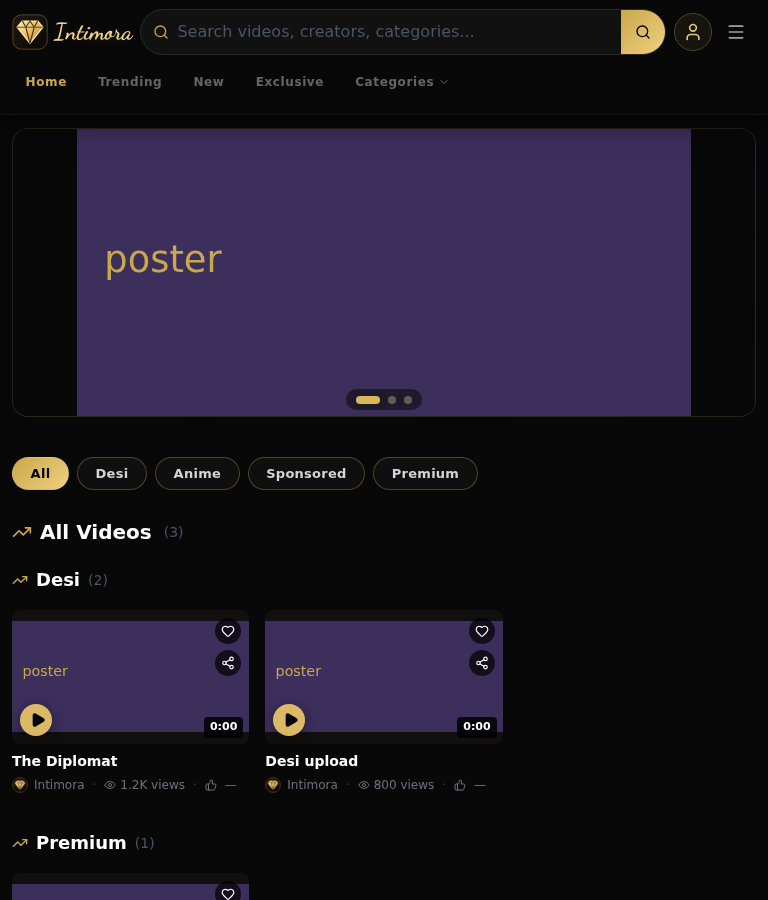 Intimora
Search videos, creators, categories...
Home Trending New Exclusive Categories
poster
All Desi Anime Sponsored Premium
All Videos (3)
Desi (2)
poster poster
0:00 0:00
The Diplomat Desi upload
Intimora · 1.2K views · — Intimora · 800 views · —
Premium (1)